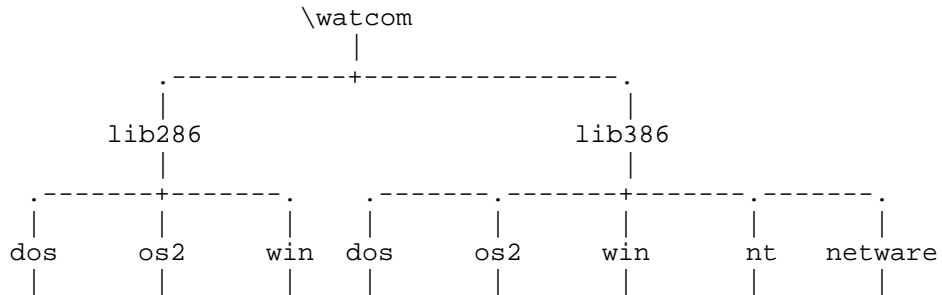 \watcom
|
.-----------+----------------.
| |
lib286 lib386
| |
.-------+-------. .-------.-------+-------.-------.
| | | | | | | |
dos os2 win dos os2 win nt netware
| | | | | | | |